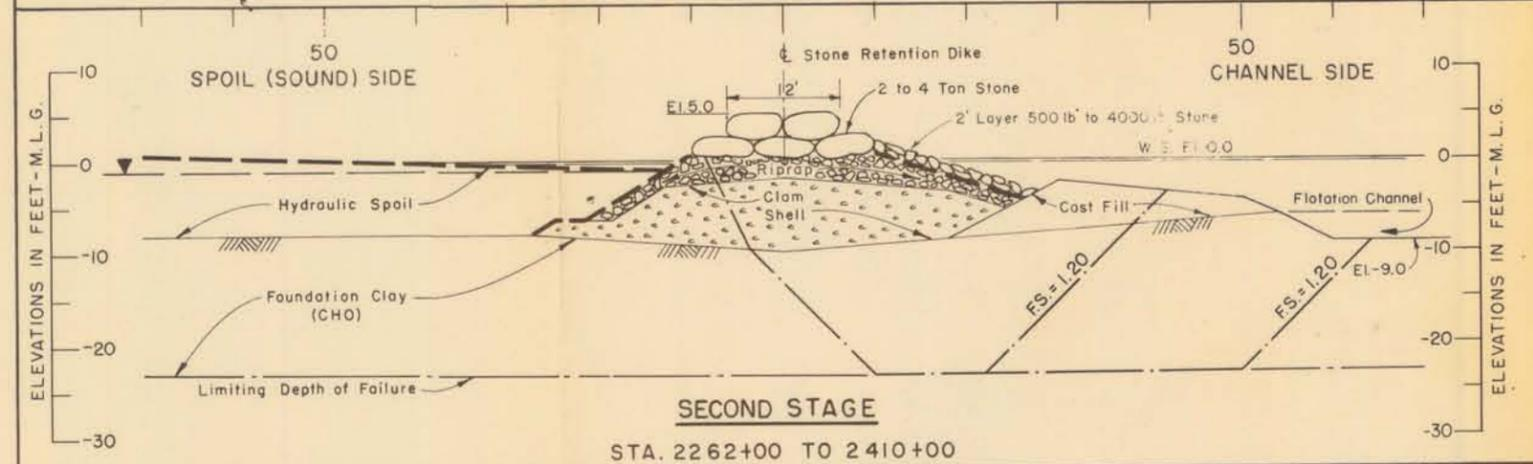 50
SPOIL (SOUND) SIDE
℄ Stone Retention Dike
50
CHANNEL SIDE
12'
2 to 4 Ton Stone
El. 5.0
2' Layer 500 lb to 4000 Stone
W.S. El. 0.0
Riprap
Clam
Shell
Hydraulic Spoil
Cast Fill
Flotation Channel
Foundation Clay
(CHO)
F.S. = 1.20
F.S. = 1.20
El.-9.0
Limiting Depth of Failure
ELEVATIONS IN FEET-M.L.G.
10
0
-10
-20
-30
ELEVATIONS IN FEET-M.L.G.
10
0
-10
-20
-30
SECOND STAGE
STA. 2262+00 TO 2410+00